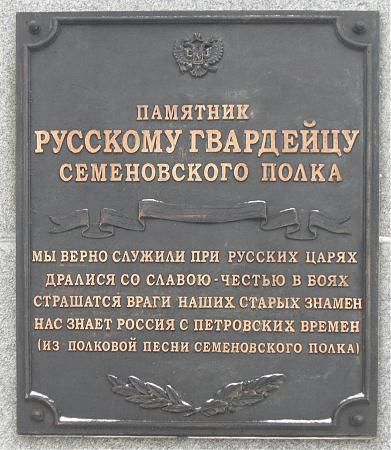 ПАМЯТНИК
РУССКОМУ ГВАРДЕЙЦУ
СЕМЕНОВСКОГО ПОЛКА
МЫ ВЕРНО СЛУЖИЛИ ПРИ РУССКИХ ЦАРЯХ
ДРАЛИСЯ СО СЛАВОЮ-ЧЕСТЬЮ В БОЯХ
СТРАШАТСЯ ВРАГИ НАШИХ СТАРЫХ ЗНАМЕН
НАС ЗНАЕТ РОССИЯ С ПЕТРОВСКИХ ВРЕМЕН
(ИЗ ПОЛКОВОЙ ПЕСНИ СЕМЕНОВСКОГО ПОЛКА)